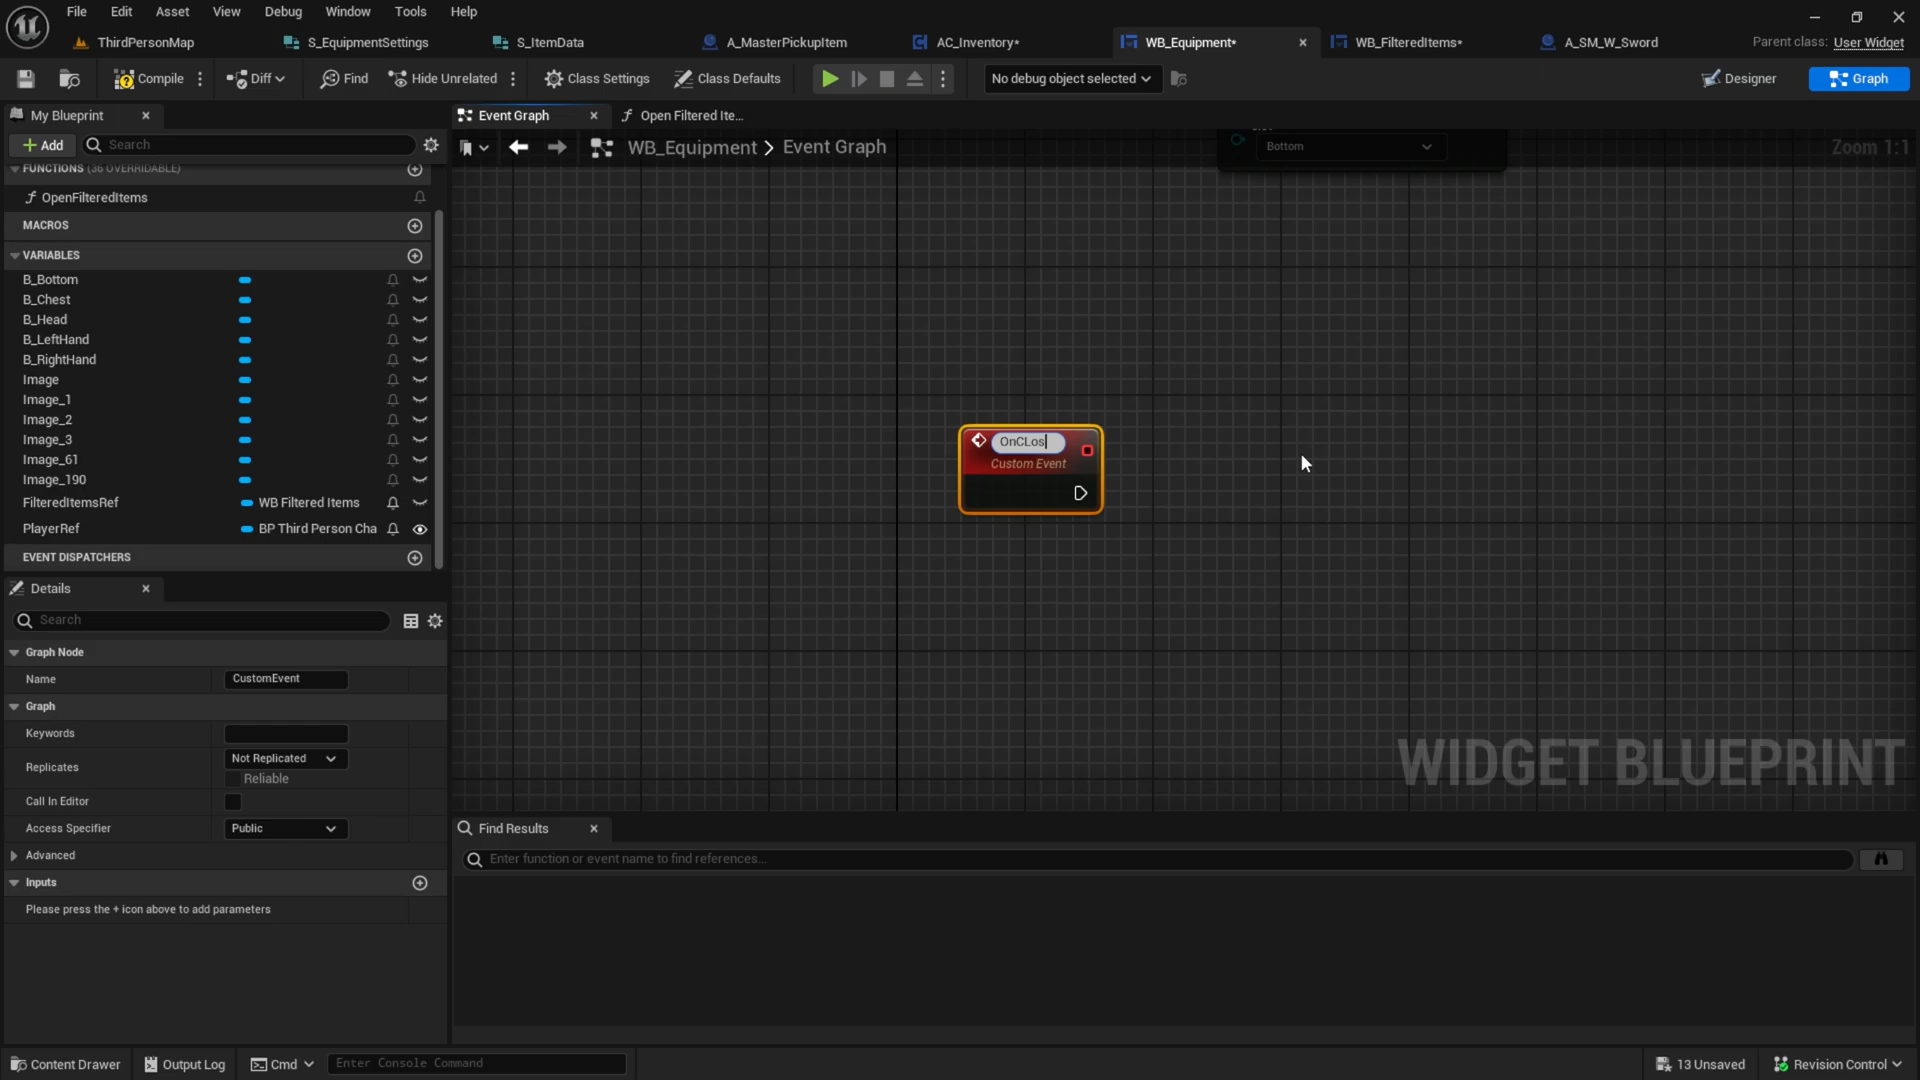 File Edit Asset View Debug Window Tools Help
ThirdPersonMap S_EquipmentSettings S_ItemData A_MasterPickupItem AC_Inventory* WB_Equipment* WB_FilteredItems* A_SM_W_Sword Parent class: User Widget
Compile Diff Find Hide Unrelated Class Settings Class Defaults No debug object selected Designer Graph
My Blueprint Event Graph Open Filtered Ite...
Add Search
WB_Equipment > Event Graph Bottom Zoom 1:1
FUNCTIONS (36 OVERRIDABLE)
OpenFilteredItems
MACROS
VARIABLES
B_Bottom
B_Chest
B_Head
B_LeftHand
B_RightHand
Image
Image_1
Image_2
Image_3
Image_61
Image_190
FilteredItemsRef WB Filtered Items
PlayerRef BP Third Person Cha
EVENT DISPATCHERS
OnCLos
Custom Event
Details
Search
Graph Node
Name CustomEvent
Graph
Keywords
Replicates Not Replicated
Reliable
Call In Editor
Access Specifier Public
Advanced
Inputs
Please press the + icon above to add parameters
WIDGET BLUEPRINT
Find Results
Enter function or event name to find references...
Content Drawer Output Log Cmd Enter Console Command 13 Unsaved Revision Control